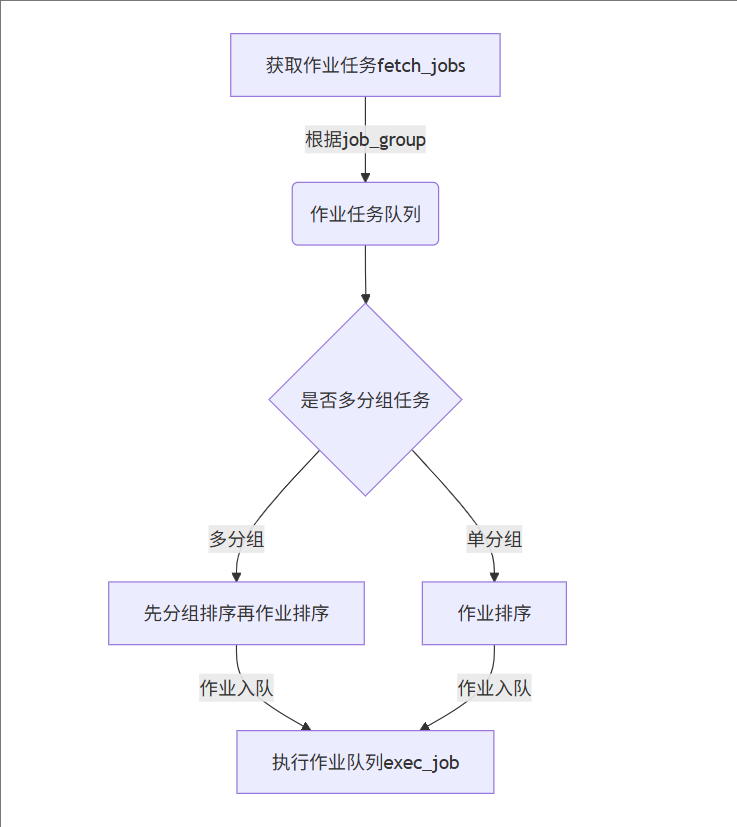 获取作业任务fetch_jobs
根据job_group
作业任务队列
是否多分组任务
多分组
单分组
先分组排序再作业排序
作业排序
作业入队
作业入队
执行作业队列exec_job